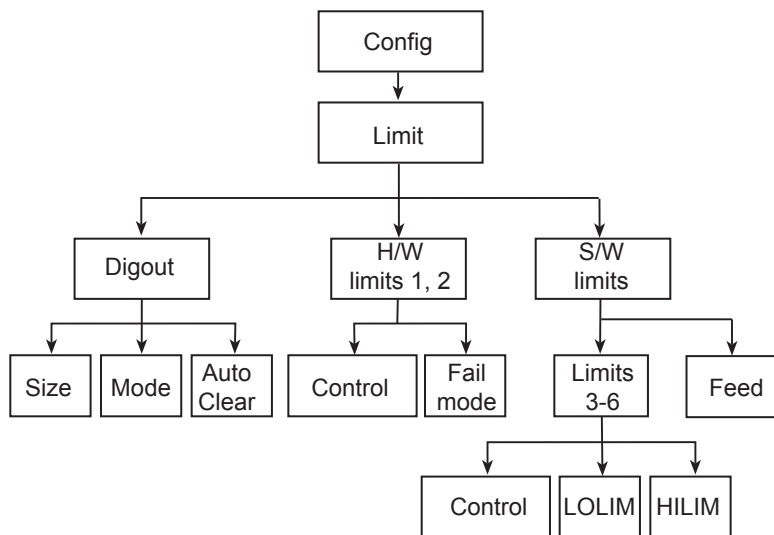 Config
Limit
Digout
H/W
limits 1, 2
S/W
limits
Size
Mode
Auto
Clear
Control
Fail
mode
Limits
3-6
Feed
Control
LOLIM
HILIM